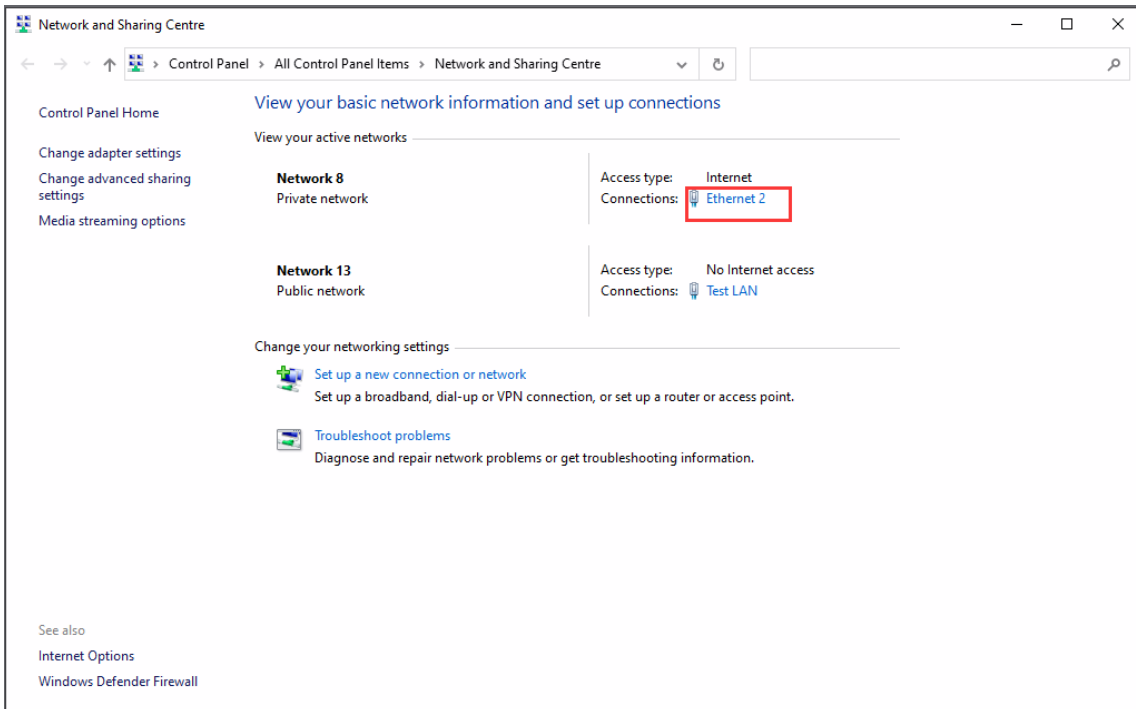 Network and Sharing Centre
Control Panel > All Control Panel Items > Network and Sharing Centre
Control Panel Home
Change adapter settings
Change advanced sharing
settings
Media streaming options
View your basic network information and set up connections
View your active networks
Network 8
Private network
Access type: Internet
Connections: Ethernet 2
Network 13
Public network
Access type: No Internet access
Connections: Test LAN
Change your networking settings
Set up a new connection or network
Set up a broadband, dial-up or VPN connection, or set up a router or access point.
Troubleshoot problems
Diagnose and repair network problems or get troubleshooting information.
See also
Internet Options
Windows Defender Firewall